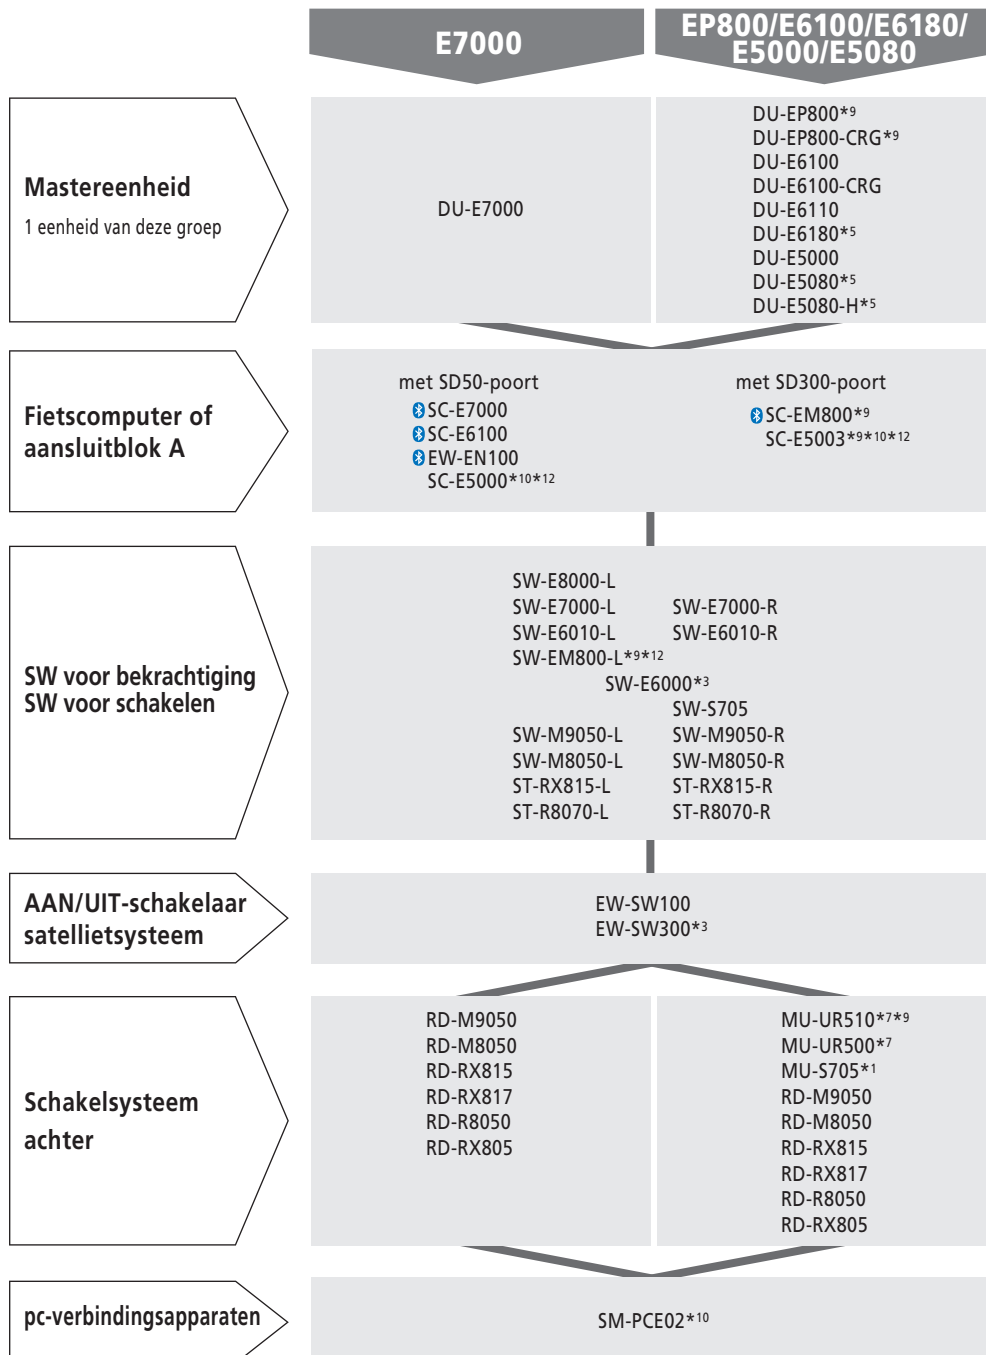 E7000
EP800/E6100/E6180/
E5000/E5080
Mastereenheid
1 eenheid van deze groep
DU-E7000
DU-EP800*9
DU-EP800-CRG*9
DU-E6100
DU-E6100-CRG
DU-E6110
DU-E6180*5
DU-E5000
DU-E5080*5
DU-E5080-H*5
Fietscomputer of
aansluitblok A
met SD50-poort
SC-E7000
SC-E6100
EW-EN100
SC-E5000*10*12
met SD300-poort
SC-EM800*9
SC-E5003*9*10*12
SW voor bekrachtiging
SW voor schakelen
SW-E8000-L
SW-E7000-L SW-E7000-R
SW-E6010-L SW-E6010-R
SW-EM800-L*9*12
SW-E6000*3
SW-S705
SW-M9050-L SW-M9050-R
SW-M8050-L SW-M8050-R
ST-RX815-L ST-RX815-R
ST-R8070-L ST-R8070-R
AAN/UIT-schakelaar
satellietsysteem
EW-SW100
EW-SW300*3
Schakelsysteem
achter
RD-M9050
RD-M8050
RD-RX815
RD-RX817
RD-R8050
RD-RX805
MU-UR510*7*9
MU-UR500*7
MU-S705*1
RD-M9050
RD-M8050
RD-RX815
RD-RX817
RD-R8050
RD-RX805
pc-verbindingsapparaten
SM-PCE02*10